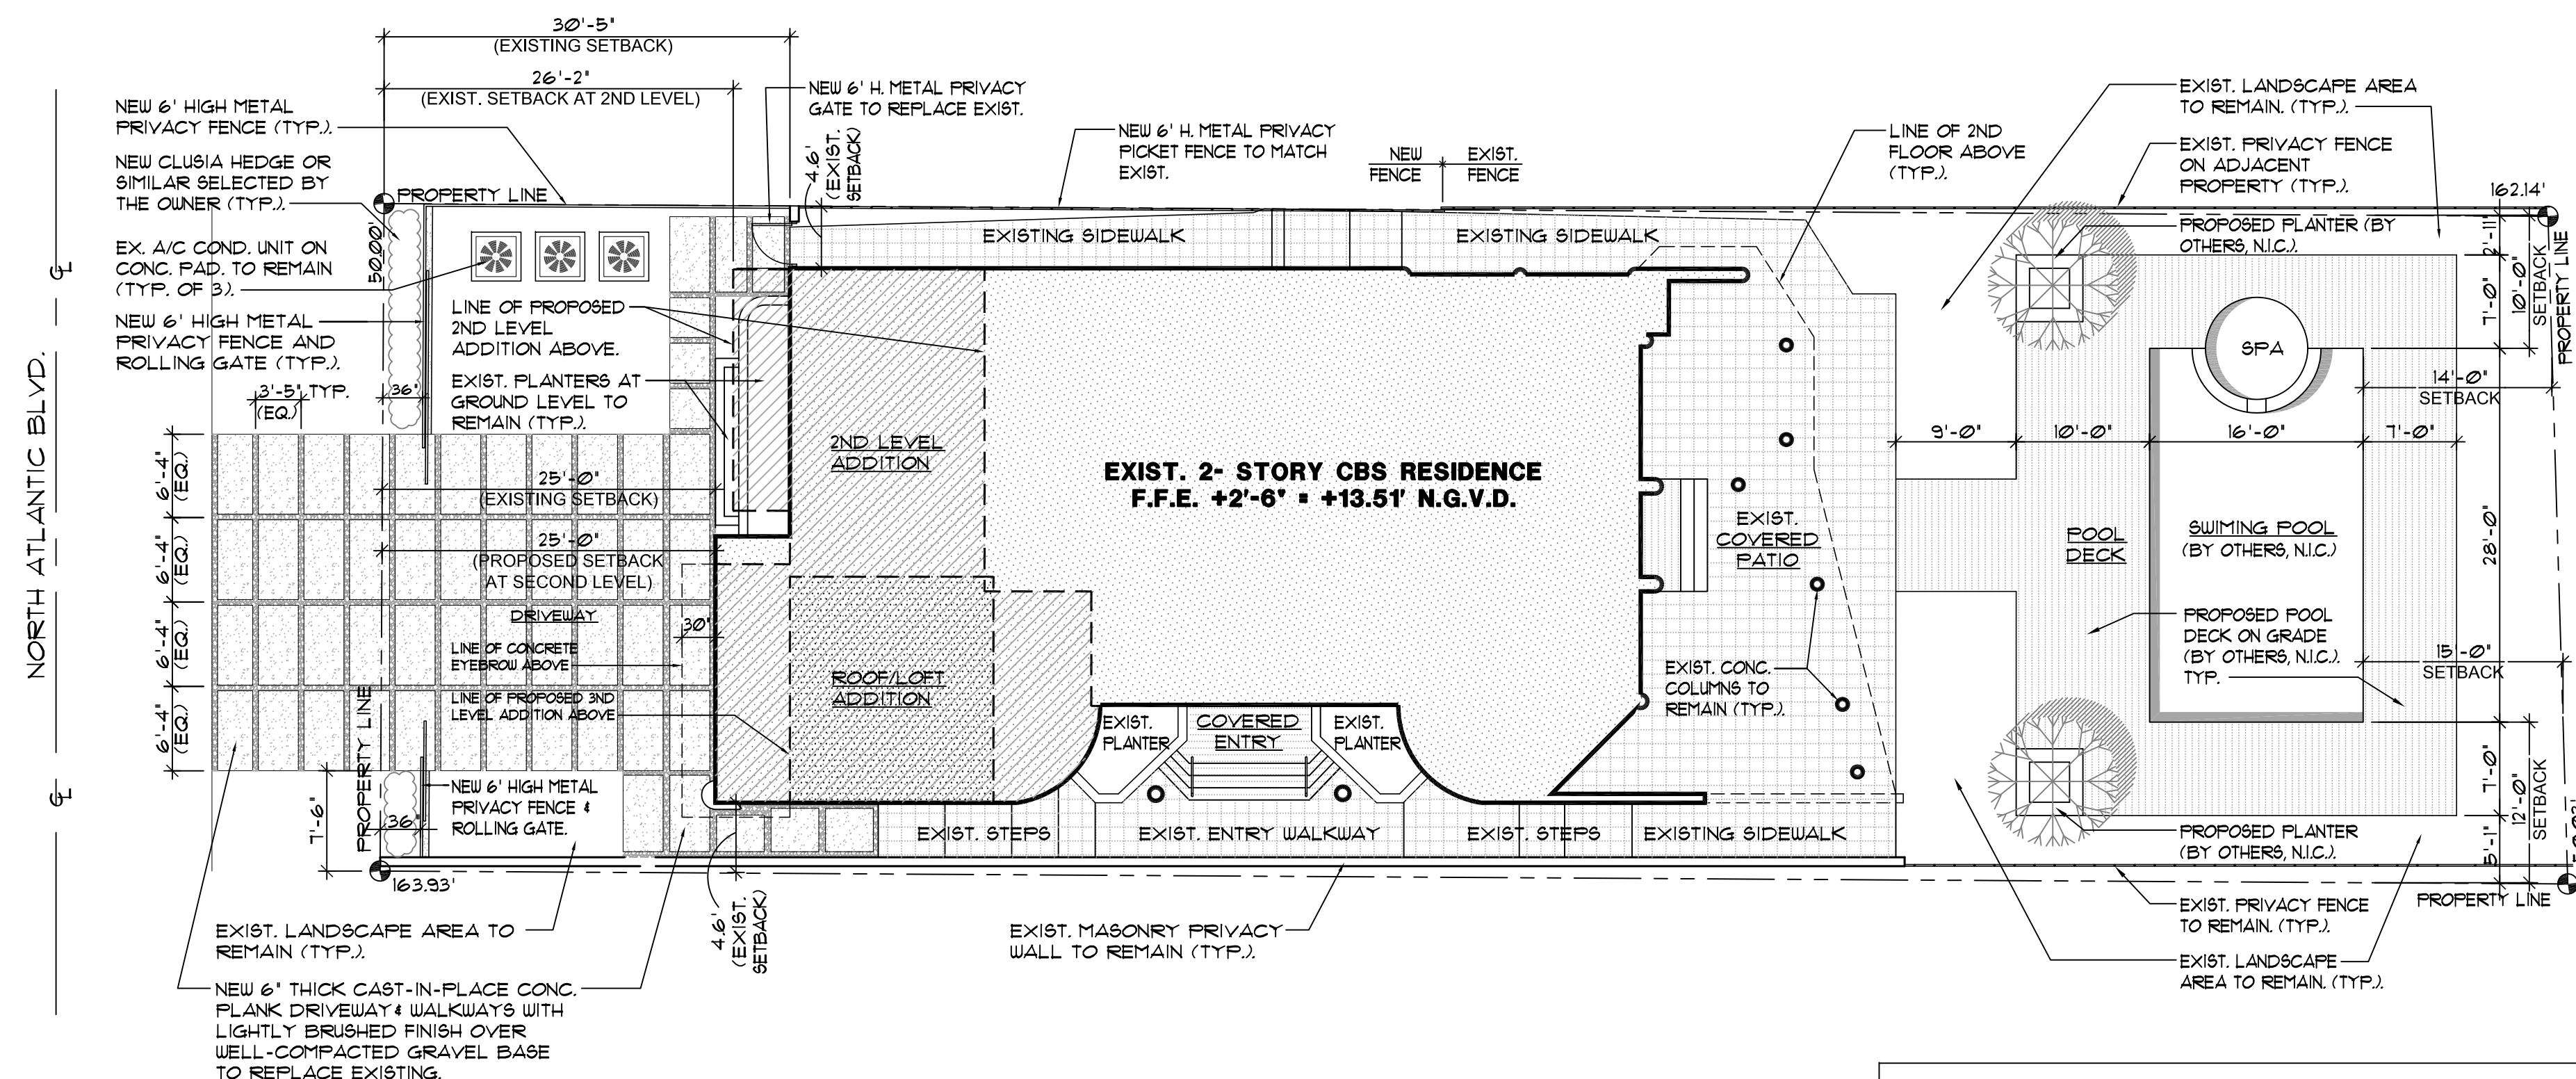 30'-5"
(EXISTING SETBACK)
26'-2"
(EXIST. SETBACK AT 2ND LEVEL)
NEW 6' HIGH METAL
PRIVACY FENCE (TYP.).
NEW CLUSIA HEDGE OR
SIMILAR SELECTED BY
THE OWNER (TYP.).
EX. A/C COND. UNIT ON
CONC. PAD. TO REMAIN
(TYP. OF 3).
NEW 6' HIGH METAL
PRIVACY FENCE AND
ROLLING GATE (TYP.).
NORTH ATLANTIC BLVD.
PROPERTY LINE
50.00'
NEW 6' H. METAL PRIVACY
GATE TO REPLACE EXIST.
4.6'
(EXIST.
SETBACK)
NEW 6' H. METAL PRIVACY
PICKET FENCE TO MATCH
EXIST.
NEW
FENCE
EXIST.
FENCE
LINE OF 2ND
FLOOR ABOVE
(TYP.).
EXIST. LANDSCAPE AREA
TO REMAIN. (TYP.).
EXIST. PRIVACY FENCE
ON ADJACENT
PROPERTY (TYP.).
162.14'
PROPOSED PLANTER (BY
OTHERS, N.I.C.).
EXISTING SIDEWALK
EXISTING SIDEWALK
2'-11"
7'-0"
10'-0"
SETBACK
PROPERTY LINE
SPA
14'-0"
SETBACK
LINE OF PROPOSED
2ND LEVEL
ADDITION ABOVE.
EXIST. PLANTERS AT
GROUND LEVEL TO
REMAIN (TYP.).
3'-5" TYP.
(EQ.)
36"
6'-4"
(EQ.)
6'-4"
(EQ.)
6'-4"
(EQ.)
6'-4"
(EQ.)
25'-0"
(EXISTING SETBACK)
25'-0"
(PROPOSED SETBACK
AT SECOND LEVEL)
DRIVEWAY
30"
LINE OF CONCRETE
EYEBROW ABOVE
LINE OF PROPOSED 3ND
LEVEL ADDITION ABOVE
2ND LEVEL
ADDITION
ROOF/LOFT
ADDITION
EXIST. 2- STORY CBS RESIDENCE
F.F.E. +2'-6" = +13.51' N.G.V.D.
EXIST.
COVERED
PATIO
9'-0"
10'-0"
16'-0"
7'-0"
POOL
DECK
SWIMING POOL
(BY OTHERS, N.I.C.)
28'-0"
PROPOSED POOL
DECK ON GRADE
(BY OTHERS, N.I.C.).
TYP.
15'-0"
SETBACK
EXIST. CONC.
COLUMNS TO
REMAIN (TYP.).
EXIST.
PLANTER
COVERED
ENTRY
EXIST.
PLANTER
7'-6"
PROPERTY LINE
36"
NEW 6' HIGH METAL
PRIVACY FENCE &
ROLLING GATE.
163.93'
EXIST. STEPS
EXIST. ENTRY WALKWAY
EXIST. STEPS
EXISTING SIDEWALK
PROPOSED PLANTER
(BY OTHERS, N.I.C.).
7'-0"
5'-1"
12'-0"
SETBACK
PROPERTY LINE
4.6'
(EXIST.
SETBACK)
EXIST. LANDSCAPE AREA TO
REMAIN (TYP.).
EXIST. MASONRY PRIVACY
WALL TO REMAIN (TYP.).
EXIST. PRIVACY FENCE
TO REMAIN. (TYP.).
EXIST. LANDSCAPE
AREA TO REMAIN. (TYP.).
NEW 6" THICK CAST-IN-PLACE CONC.
PLANK DRIVEWAY & WALKWAYS WITH
LIGHTLY BRUSHED FINISH OVER
WELL-COMPACTED GRAVEL BASE
TO REPLACE EXISTING.